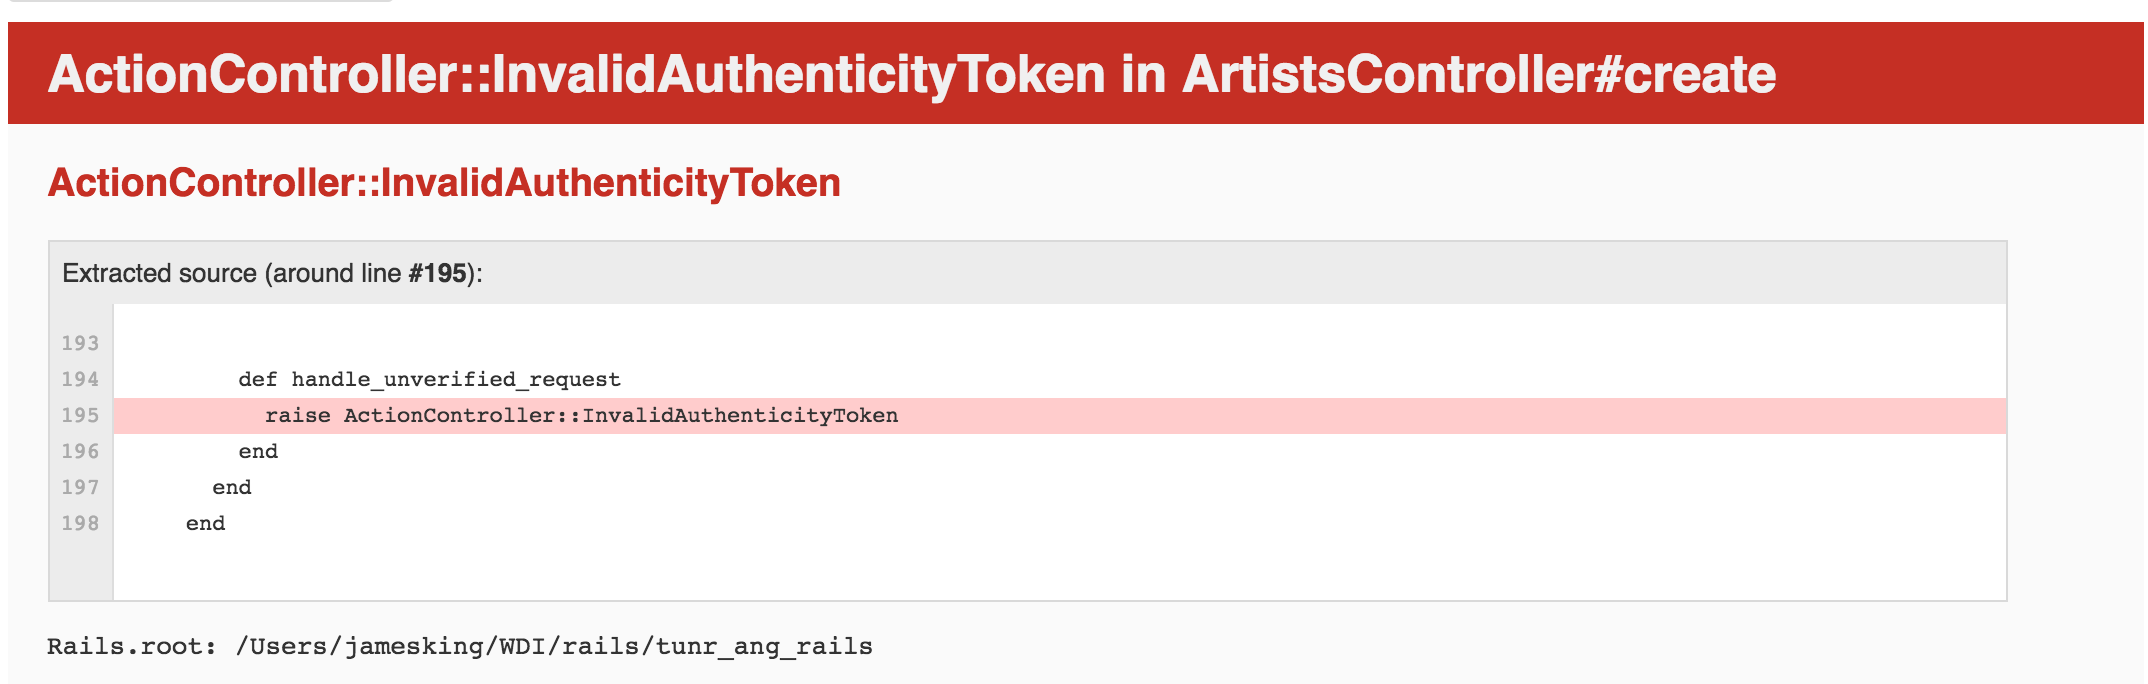 ActionController::InvalidAuthenticityToken in ArtistsController#create
ActionController::InvalidAuthenticityToken
Extracted source (around line #195):
193
194 def handle_unverified_request
195 raise ActionController::InvalidAuthenticityToken
196 end
197 end
198 end
Rails.root: /Users/jamesking/WDI/rails/tunr_ang_rails